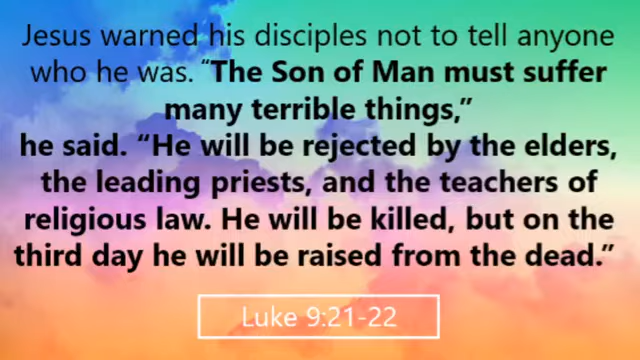 Jesus warned his disciples not to tell anyone
who he was. “The Son of Man must suffer
many terrible things,”
he said. “He will be rejected by the elders,
the leading priests, and the teachers of
religious law. He will be killed, but on the
third day he will be raised from the dead.”
Luke 9:21-22